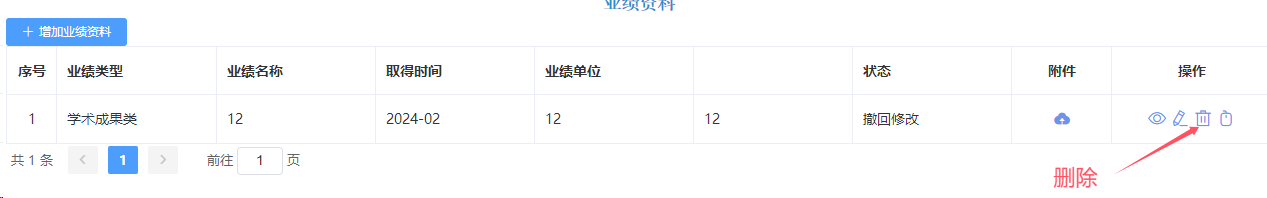 业绩资料
+ 增加业绩资料
序号 业绩类型 业绩名称 取得时间 业绩单位 状态 附件 操作
1 学术成果类 12 2024-02 12 12 撤回修改
共 1 条 < 1 > 前往 1 页
删除